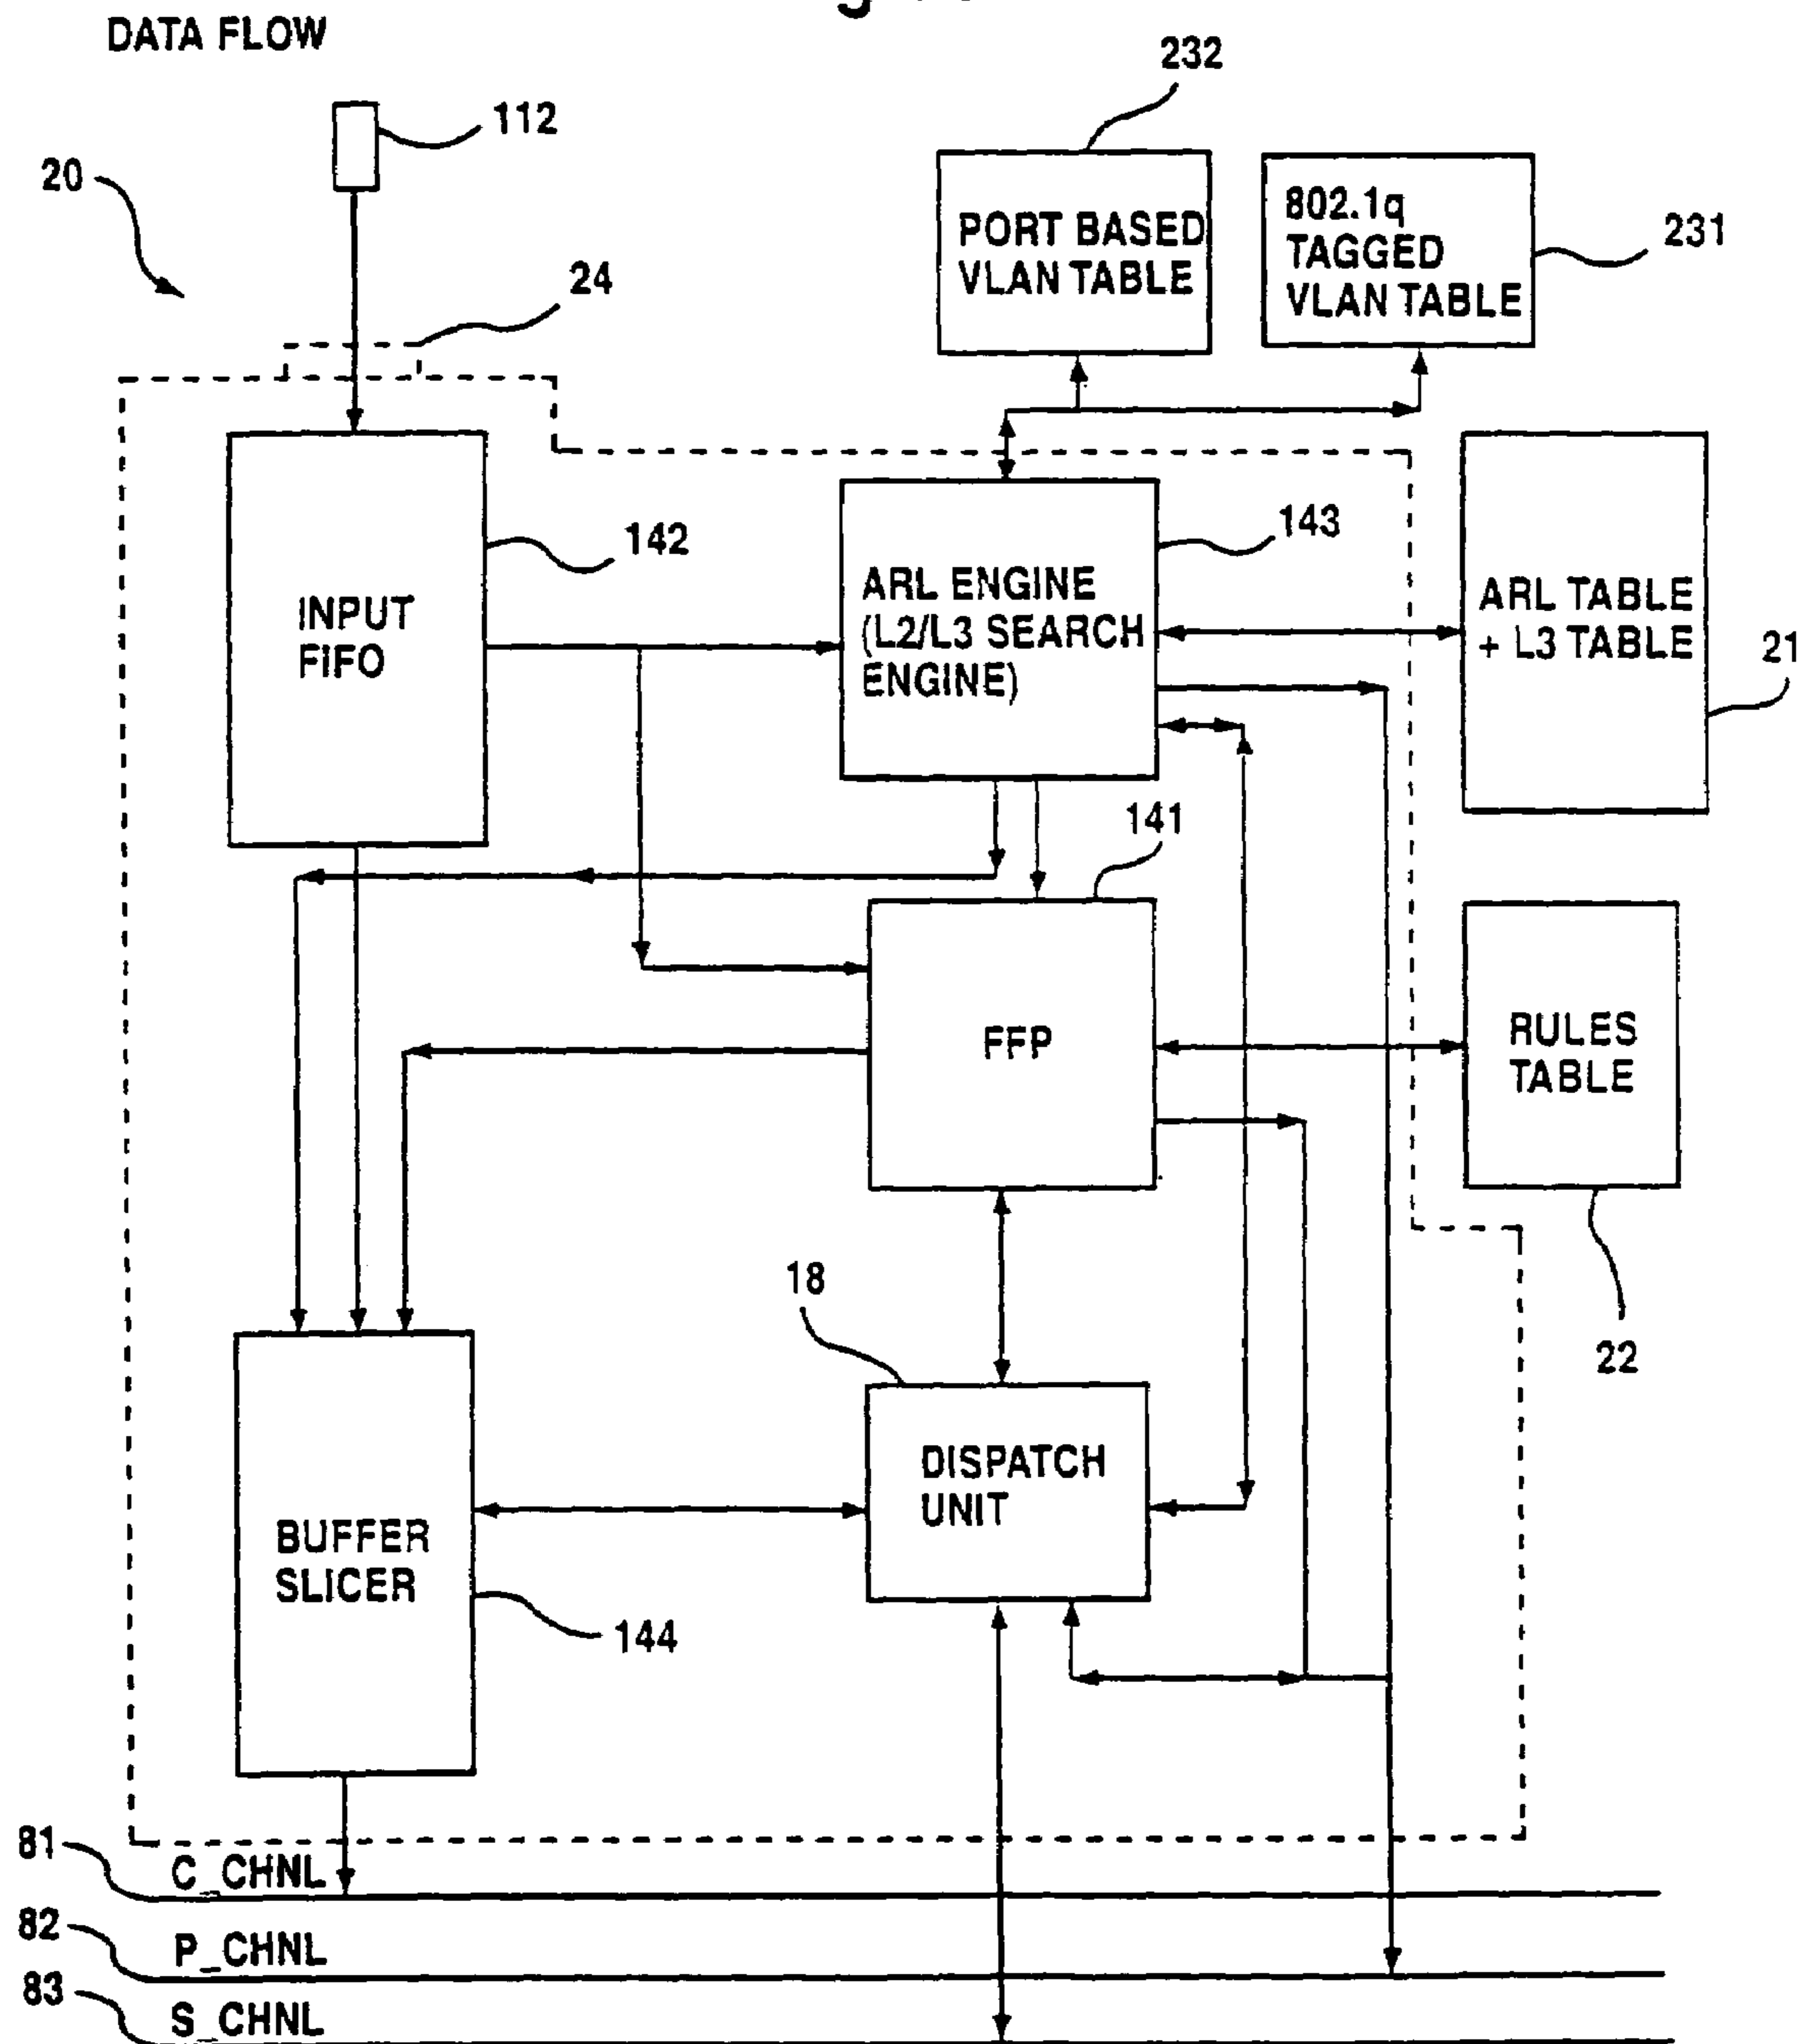 DATA FLOW
232
112
20
PORT BASED
VLAN TABLE
802.1q
TAGGED
VLAN TABLE
231
24
142
143
INPUT
FIFO
ARL ENGINE
(L2/L3 SEARCH
ENGINE)
ARL TABLE
+ L3 TABLE
21
141
FFP
RULES
TABLE
18
22
DISPATCH
UNIT
BUFFER
SLICER
144
81
C_CHNL
82
P_CHNL
83
S_CHNL